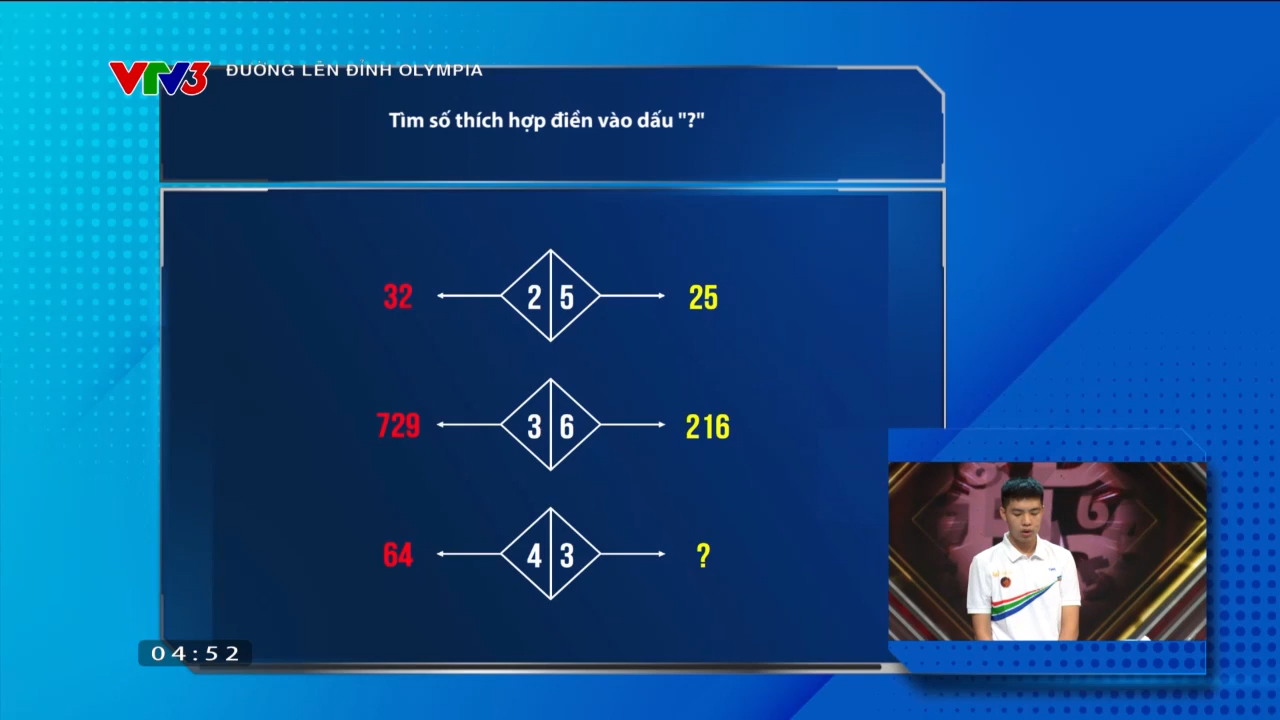 VTV3 ĐƯỜNG LÊN ĐỈNH OLYMPIA
Tìm số thích hợp điền vào dấu "?"
32 2 5 25
729 3 6 216
64 4 3 ?
04:52